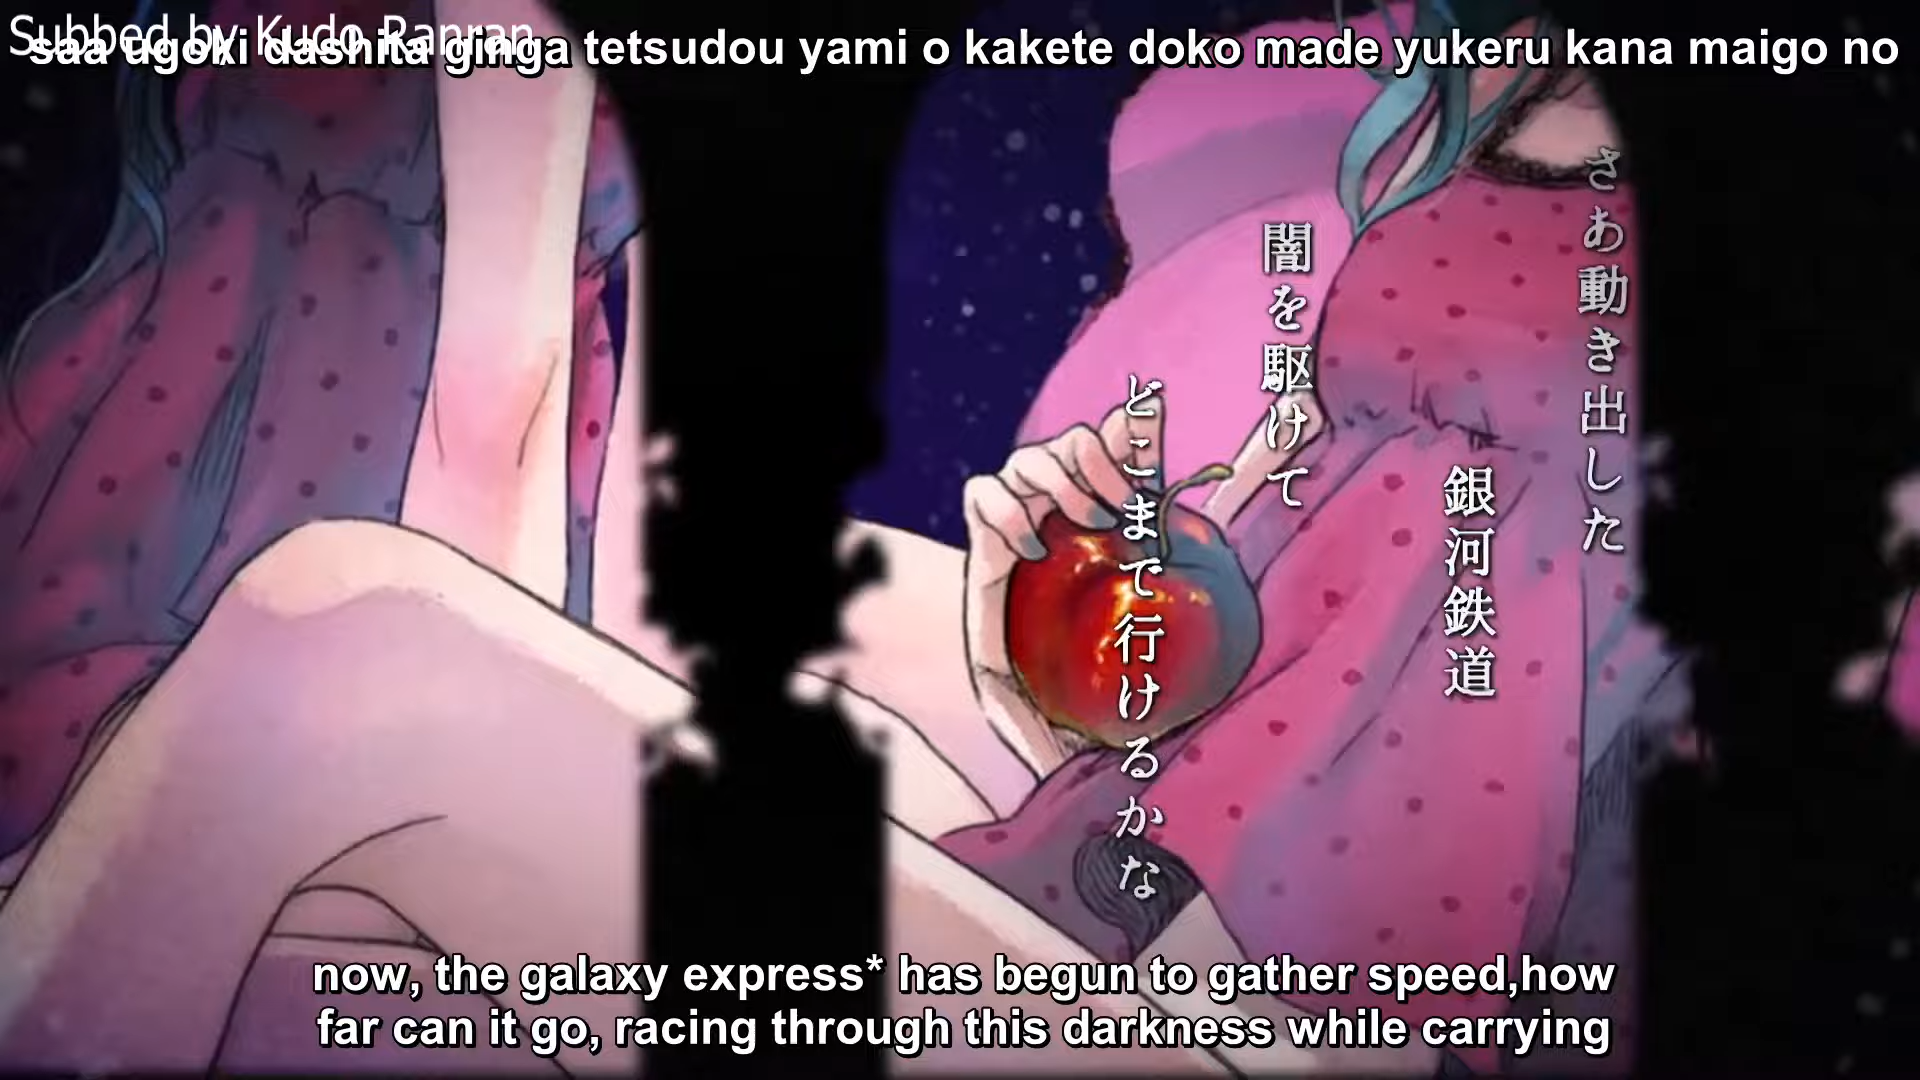 Subbed by Kudo Ranran
saa ugoki dashita ginga tetsudou yami o kakete doko made yukeru kana maigo no
さあ動き出した
銀河鉄道
闇を駆けて
どこまで行けるかな
now, the galaxy express* has begun to gather speed,how
far can it go, racing through this darkness while carrying